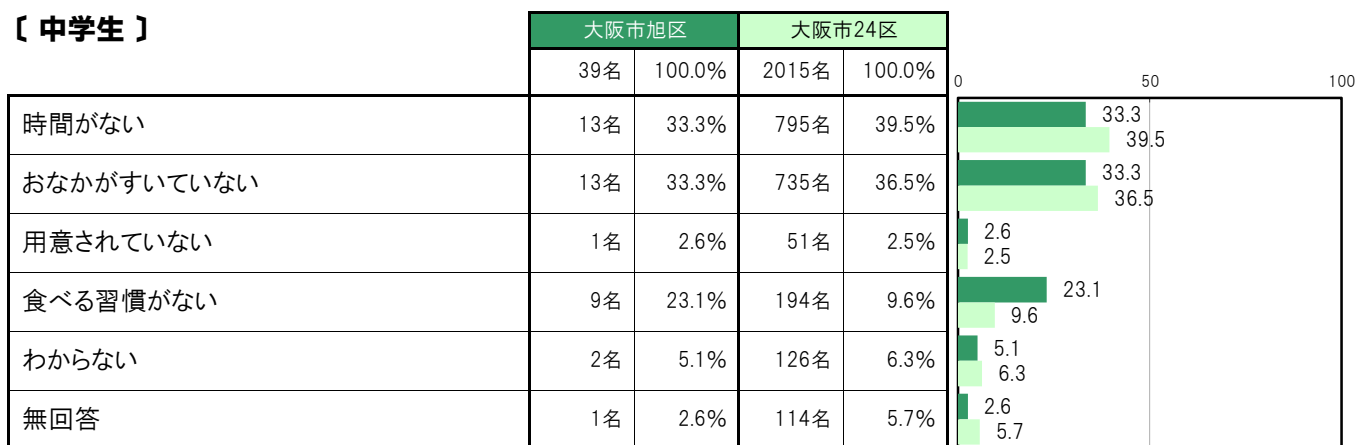 〔 中学生 〕
大阪市旭区 大阪市24区
39名 100.0% 2015名 100.0%
0 50 100
時間がない 13名 33.3% 795名 39.5%
33.3
39.5
おなかがすいていない 13名 33.3% 735名 36.5%
33.3
36.5
用意されていない 1名 2.6% 51名 2.5%
2.6
2.5
食べる習慣がない 9名 23.1% 194名 9.6%
23.1
9.6
わからない 2名 5.1% 126名 6.3%
5.1
6.3
無回答 1名 2.6% 114名 5.7%
2.6
5.7